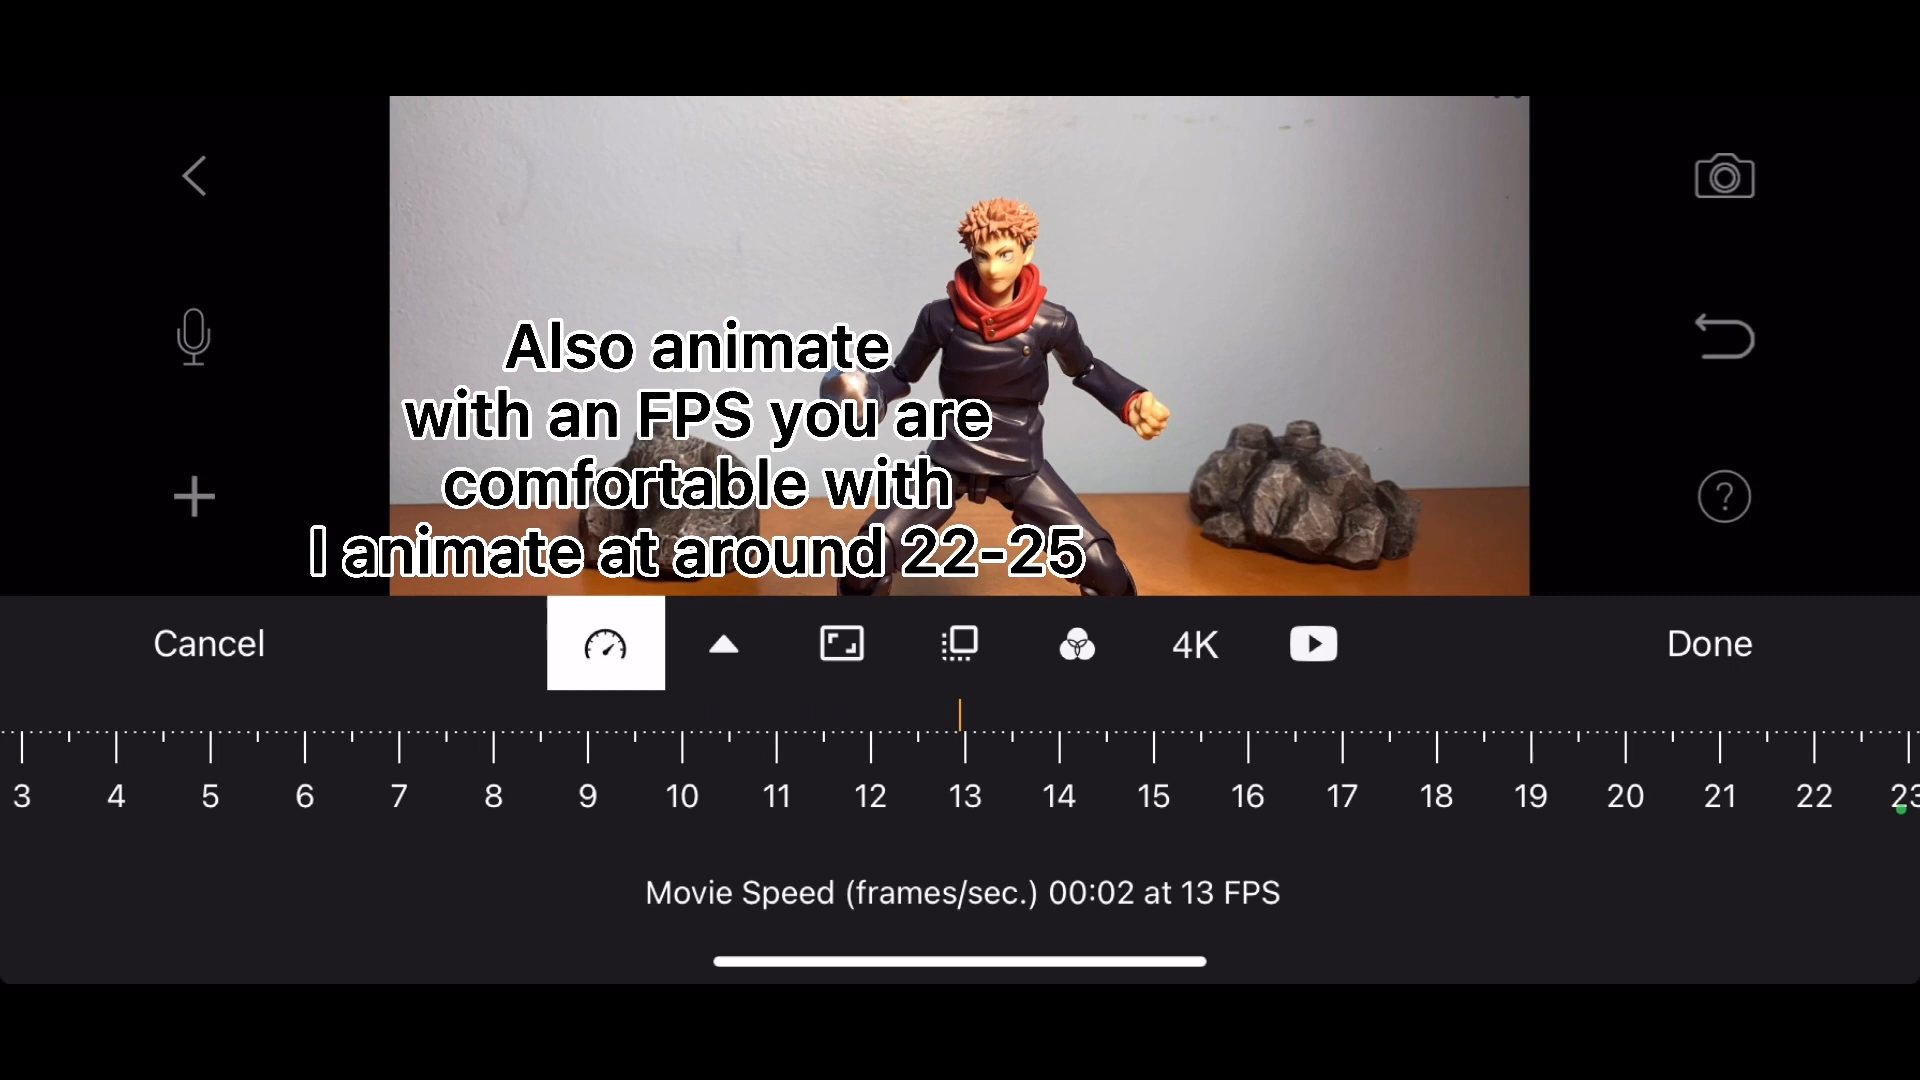 Also animate
with an FPS you are
comfortable with
I animate at around 22-25
Cancel
4K
Done
3 4 5 6 7 8 9 10 11 12 13 14 15 16 17 18 19 20 21 22 23
Movie Speed (frames/sec.) 00:02 at 13 FPS